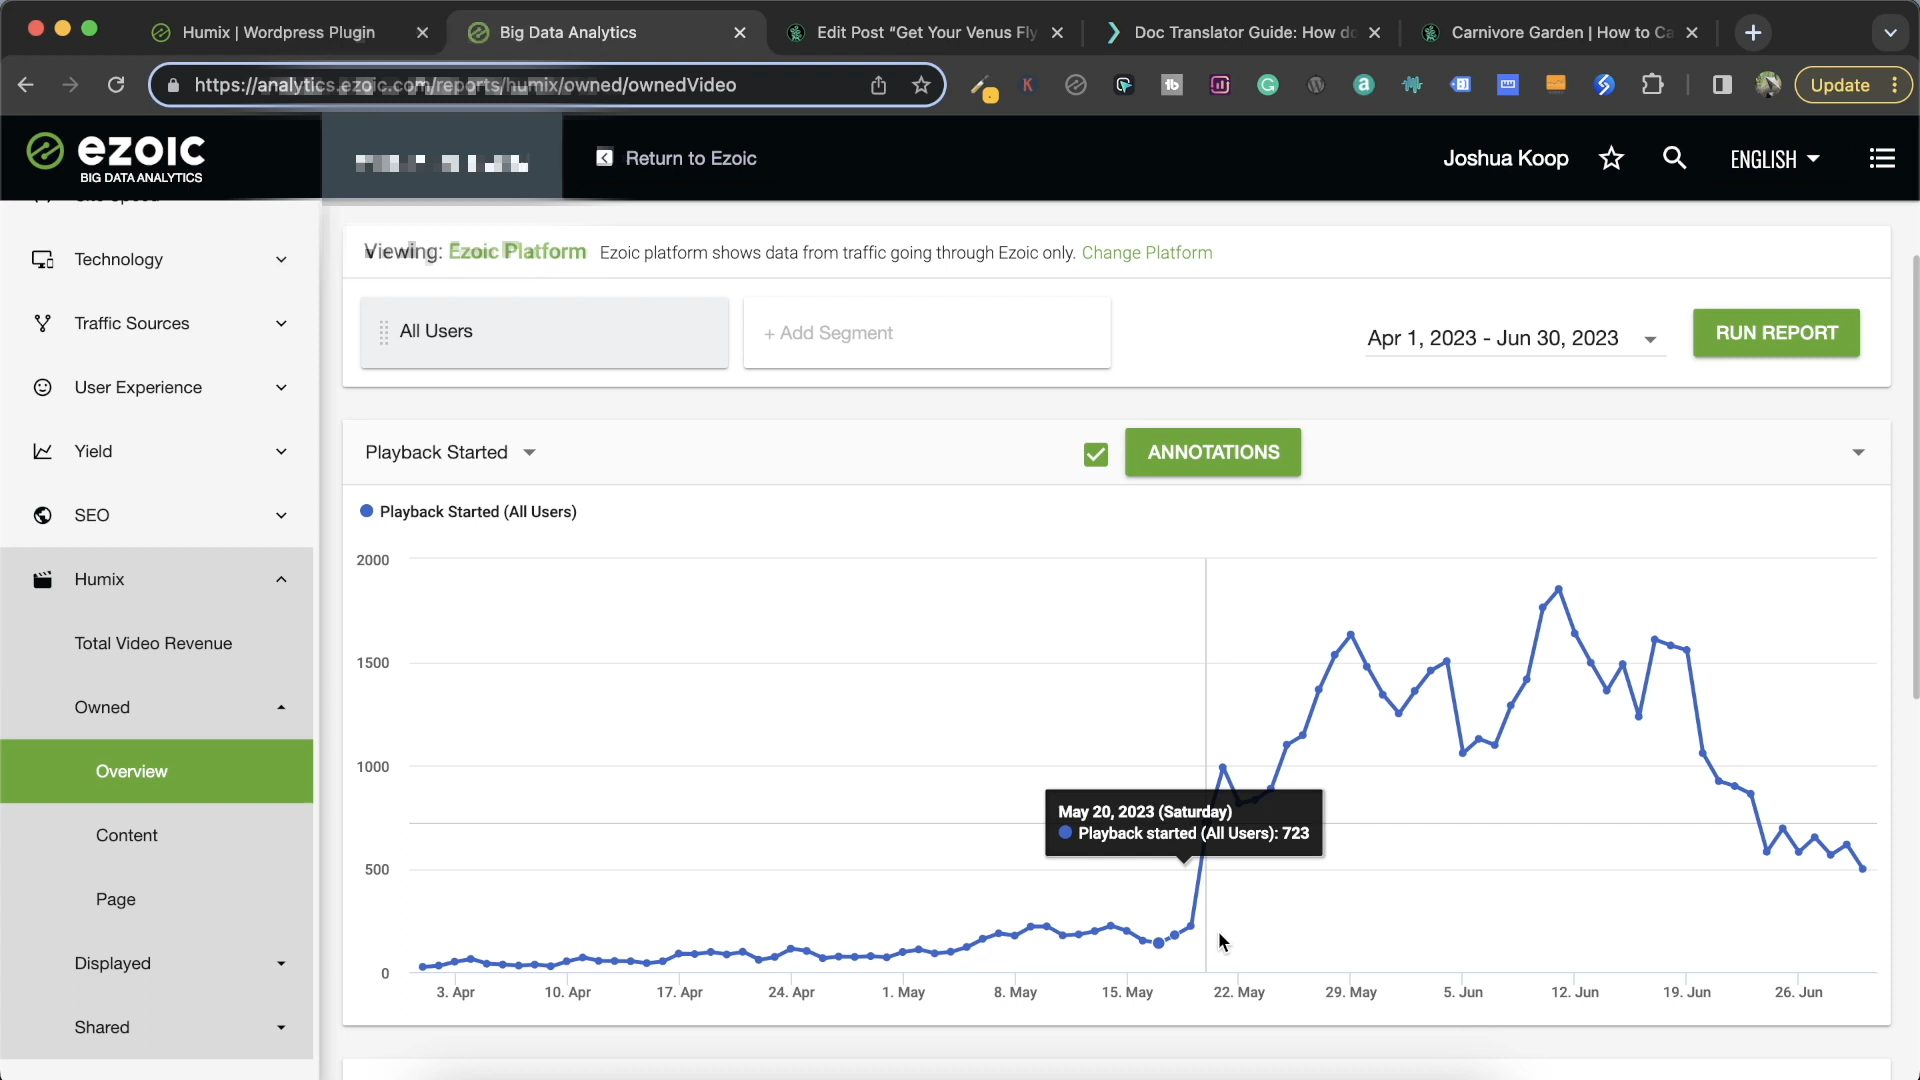 Humix | Wordpress Plugin
Big Data Analytics
Edit Post "Get Your Venus Fly
Doc Translator Guide: How do
Carnivore Garden | How to Ca
https://analytics.ezoic.com/reports/humix/owned/ownedVideo
Update
ezoic
BIG DATA ANALYTICS
Return to Ezoic
Joshua Koop
ENGLISH
Site Speed
Technology
Traffic Sources
User Experience
Yield
SEO
Humix
Total Video Revenue
Owned
Overview
Content
Page
Displayed
Shared
Viewing: Ezoic Platform Ezoic platform shows data from traffic going through Ezoic only. Change Platform
All Users
+ Add Segment
Apr 1, 2023 - Jun 30, 2023
RUN REPORT
Playback Started
ANNOTATIONS
Playback Started (All Users)
2000
1500
1000
500
0
May 20, 2023 (Saturday)
Playback started (All Users): 723
3. Apr 10. Apr 17. Apr 24. Apr 1. May 8. May 15. May 22. May 29. May 5. Jun 12. Jun 19. Jun 26. Jun